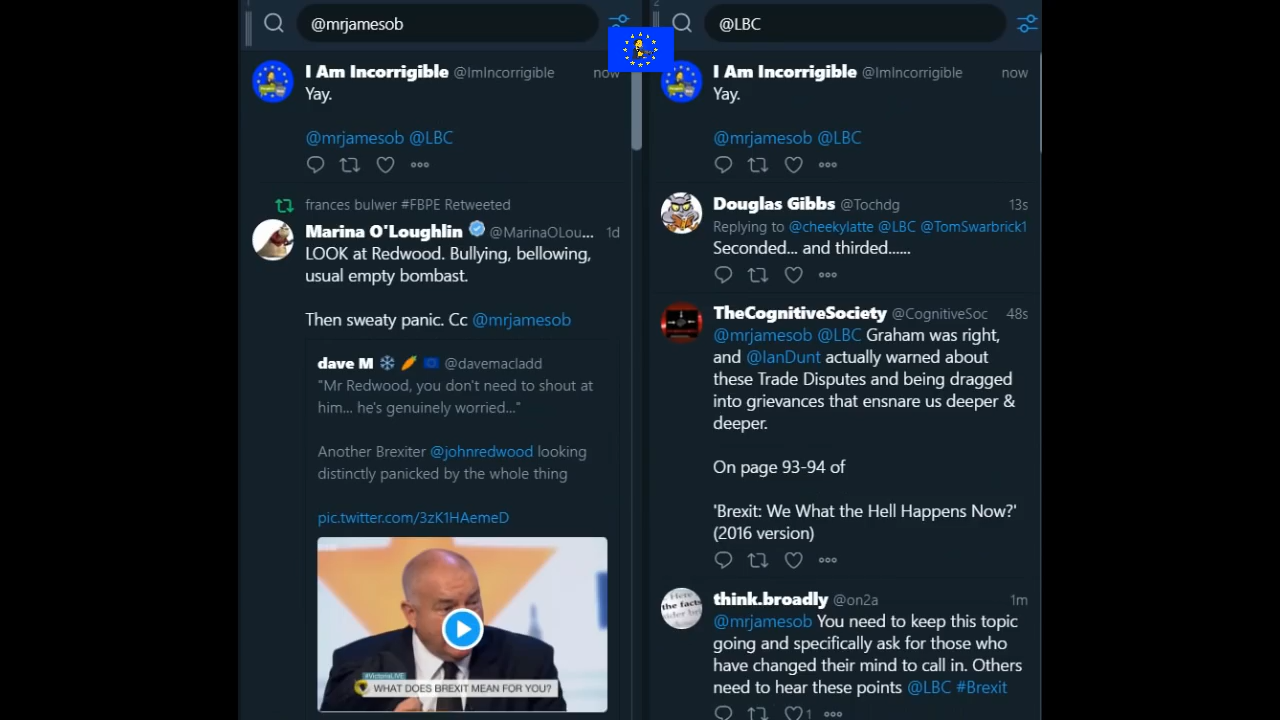 @mrjamesob
I Am Incorrigible @ImIncorrigible now
Yay.
@mrjamesob @LBC
frances bulwer #FBPE Retweeted
Marina O'Loughlin @MarinaOLou... 1d
LOOK at Redwood. Bullying, bellowing,
usual empty bombast.
Then sweaty panic. Cc @mrjamesob
dave M @davemacladd
"Mr Redwood, you don't need to shout at
him... he's genuinely worried..."
Another Brexiter @johnredwood looking
distinctly panicked by the whole thing
pic.twitter.com/3zK1HAemeD
#VictoriaLIVE
WHAT DOES BREXIT MEAN FOR YOU?
2
@LBC
I Am Incorrigible @ImIncorrigible now
Yay.
@mrjamesob @LBC
Douglas Gibbs @Tochdg 13s
Replying to @cheekylatte @LBC @TomSwarbrick1
Seconded... and thirded......
TheCognitiveSociety @CognitiveSoc 48s
@mrjamesob @LBC Graham was right,
and @IanDunt actually warned about
these Trade Disputes and being dragged
into grievances that ensnare us deeper &
deeper.
On page 93-94 of
'Brexit: We What the Hell Happens Now?'
(2016 version)
Here
the facts
think.broadly @on2a 1m
@mrjamesob You need to keep this topic
going and specifically ask for those who
have changed their mind to call in. Others
need to hear these points @LBC #Brexit
1